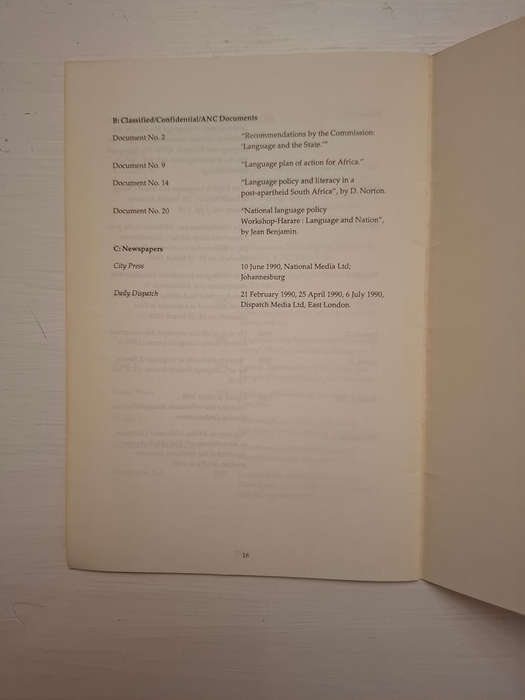 B: Classified/Confidential/ANC Documents
Document No. 2 "Recommendations by the Commission:
'Language and the State.'"
Document No. 9 "Language plan of action for Africa."
Document No. 14 "Language policy and literacy in a
post-apartheid South Africa", by D. Norton.
Document No. 20 "National language policy
Workshop-Harare : Language and Nation",
by Jean Benjamin.
C: Newspapers
City Press 10 June 1990, National Media Ltd;
Johannesburg
Daily Dispatch 21 February 1990, 25 April 1990, 6 July 1990,
Dispatch Media Ltd, East London.
18